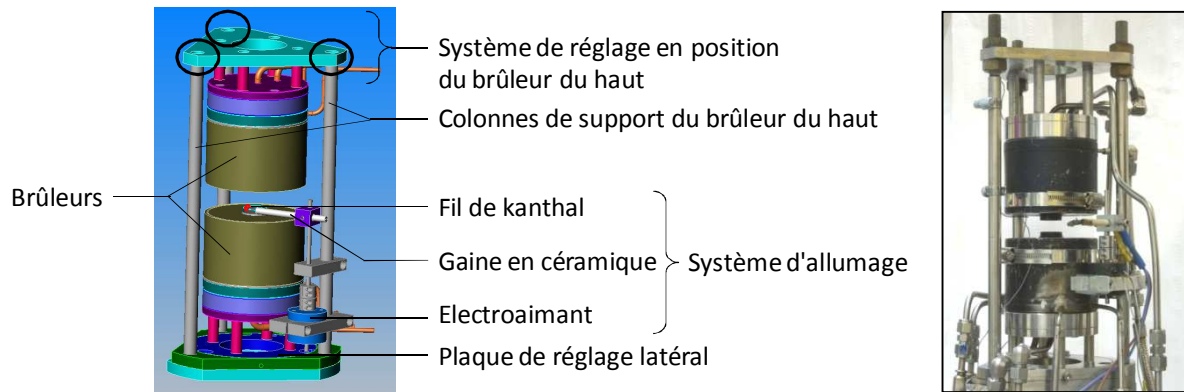 Système de réglage en position
du brûleur du haut
Colonnes de support du brûleur du haut
Brûleurs
Fil de kanthal
Gaine en céramique
Système d'allumage
Electroaimant
Plaque de réglage latéral